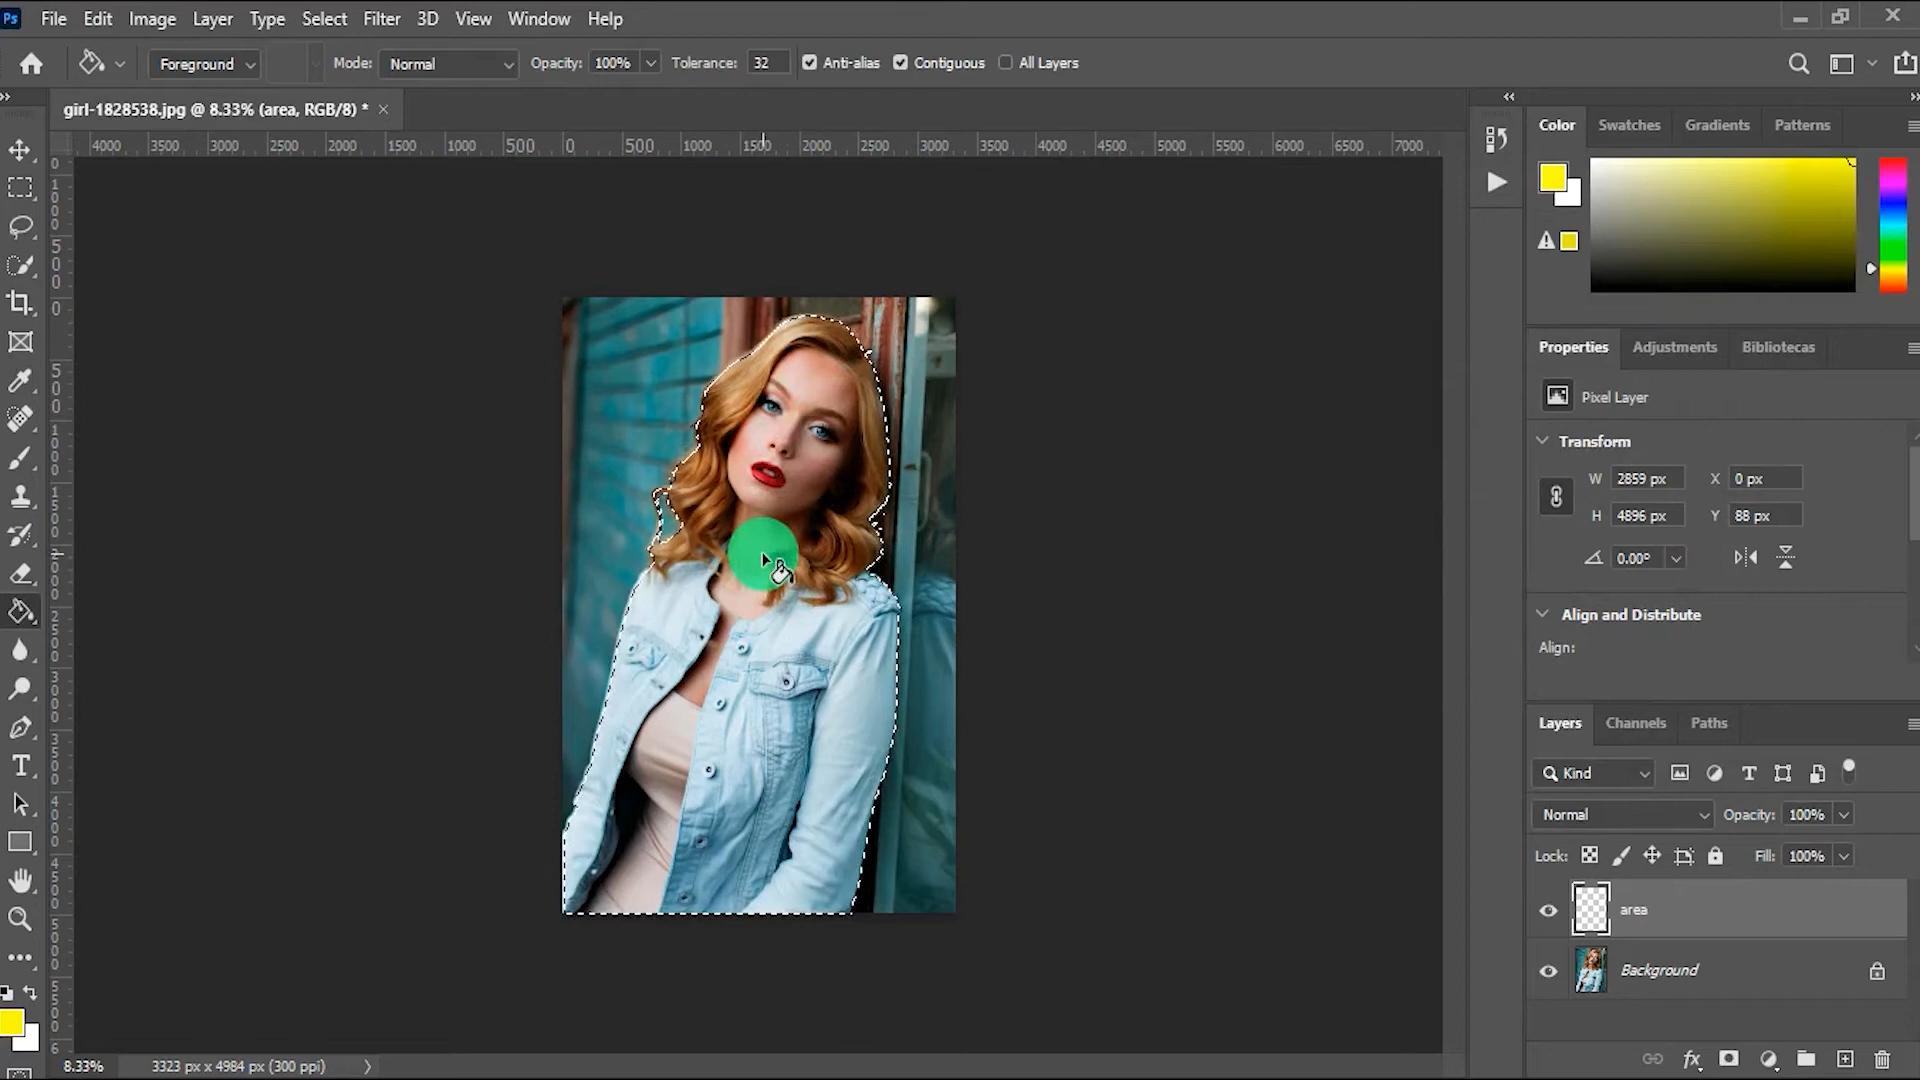 Ps File Edit Image Layer Type Select Filter 3D View Window Help
Foreground Mode: Normal Opacity: 100% Tolerance: 32 Anti-alias Contiguous All Layers
girl-1828538.jpg @ 8.33% (area, RGB/8) *
4000 3500 3000 2500 2000 1500 1000 500 0 500 1000 1500 2000 2500 3000 3500 4000 4500 5000 5500 6000 6500 7000
Color Swatches Gradients Patterns
Properties Adjustments Bibliotecas
Pixel Layer
Transform
W 2859 px X 0 px
H 4896 px Y 88 px
0.00°
Align and Distribute
Align:
Layers Channels Paths
Kind
Normal Opacity: 100%
Lock: Fill: 100%
area
Background
8.33% 3323 px x 4984 px (300 ppi)
fx